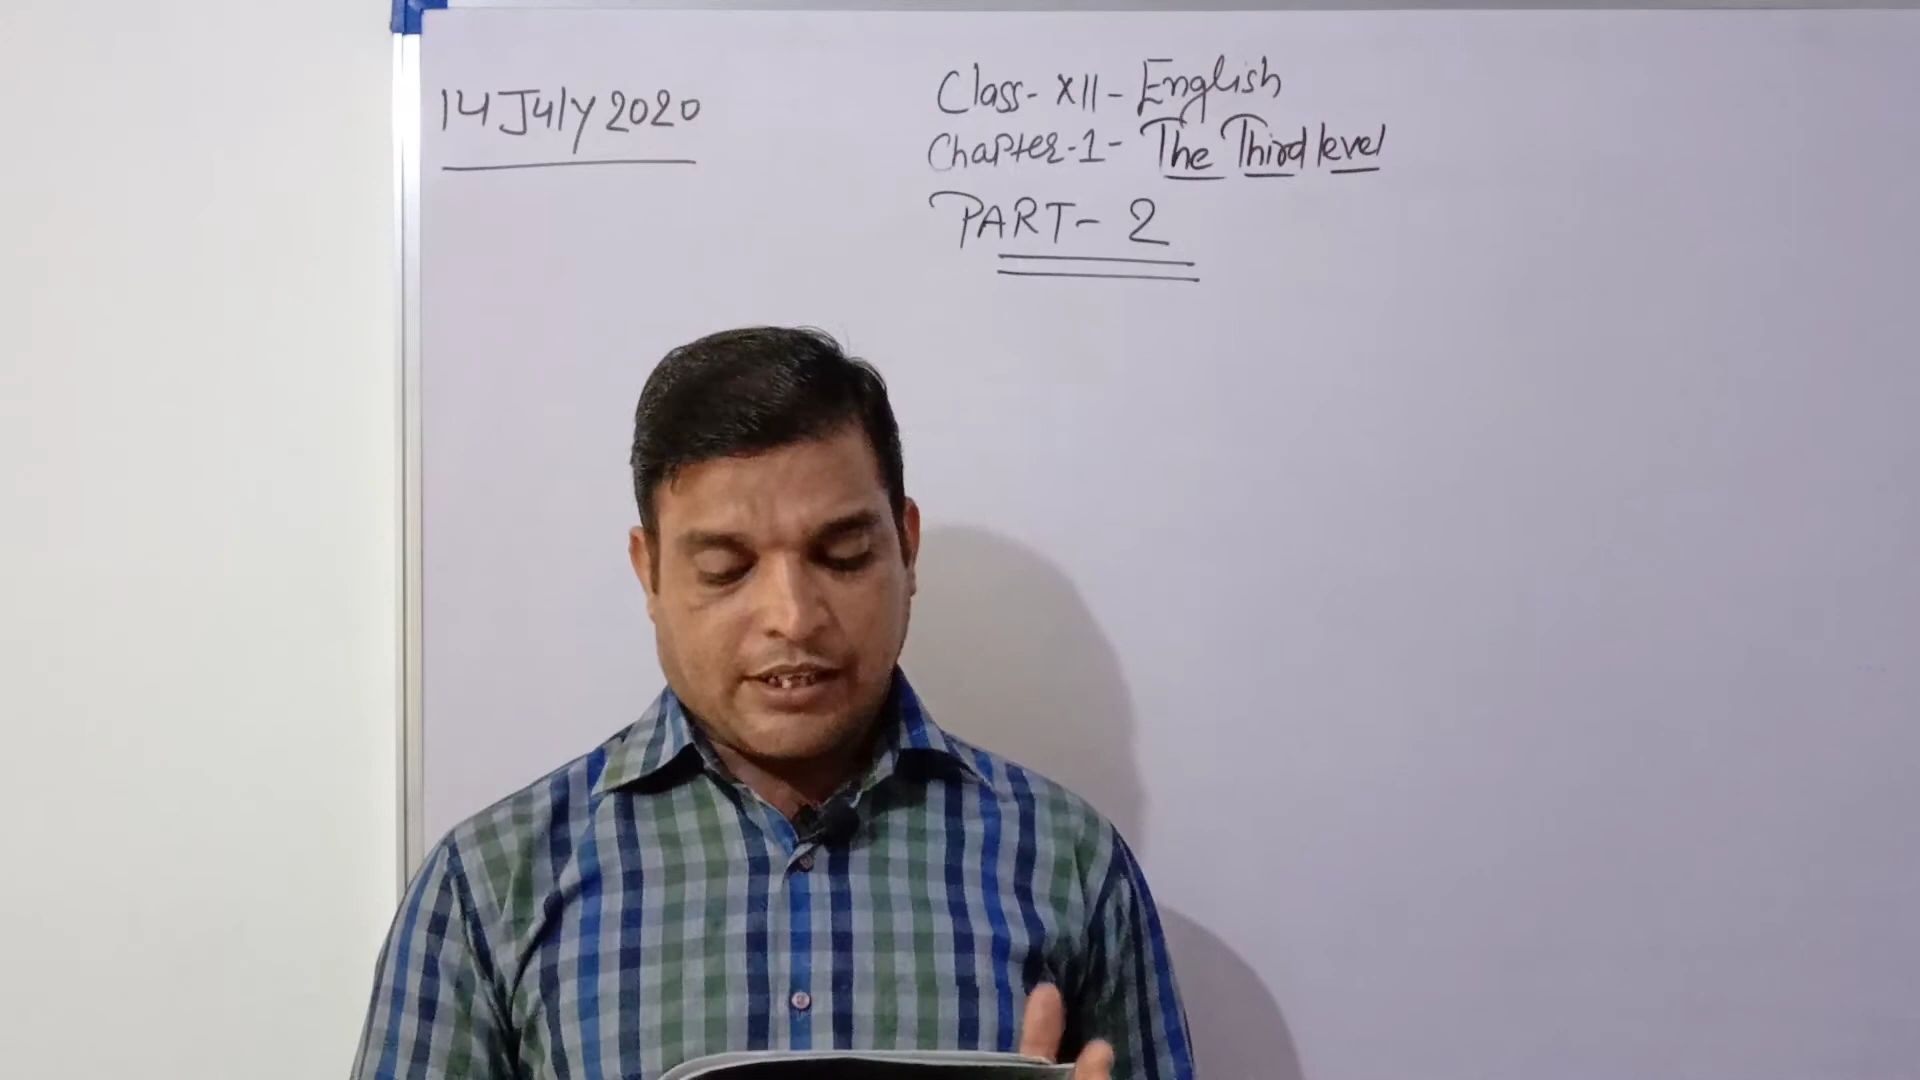 14 July 2020
Class- XII - English
Chapter-1- The Third level
PART- 2